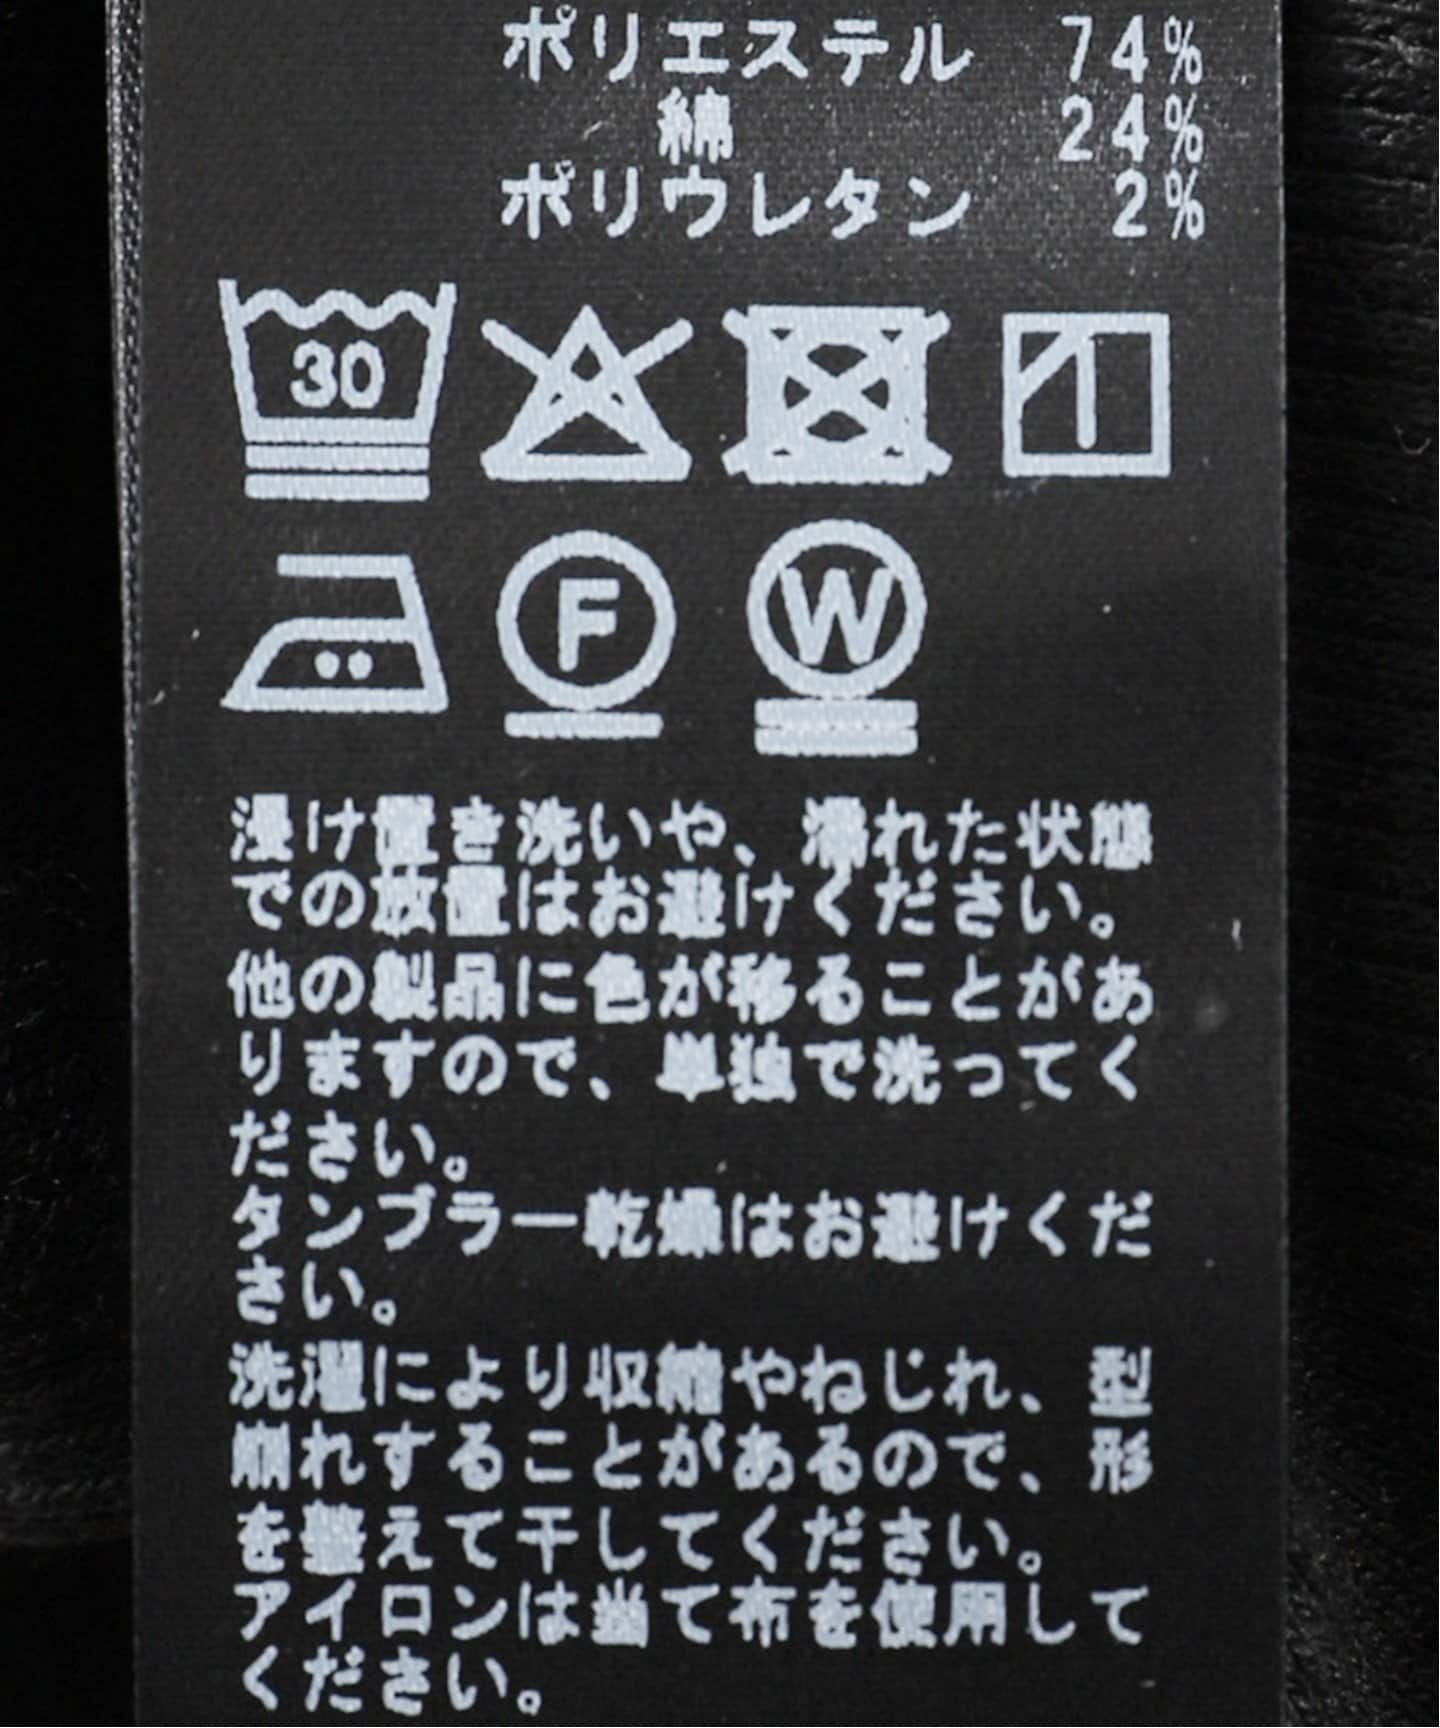 ポリエステル 74%
綿 24%
ポリウレタン 2%
30
F
W
浸け置き洗いや、濡れた状態
での放置はお避けください。
他の製品に色が移ることがあ
りますので、単独で洗ってく
ださい。
タンブラー乾燥はお避けくだ
さい。
洗濯により収縮やねじれ、型
崩れすることがあるので、形
を整えて干してください。
アイロンは当て布を使用して
ください。